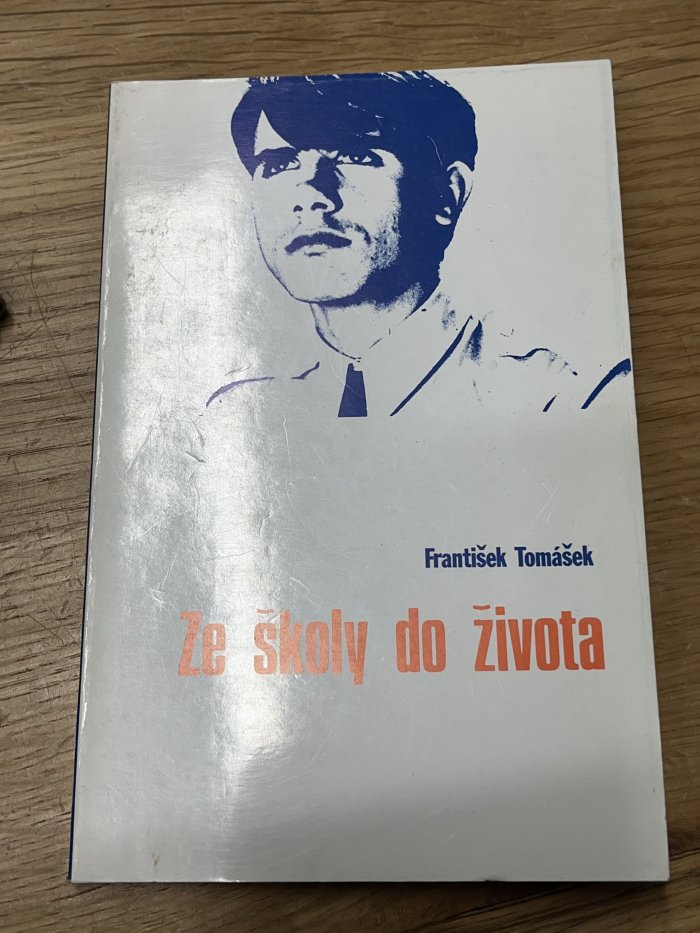 František Tomášek
Ze školy do života